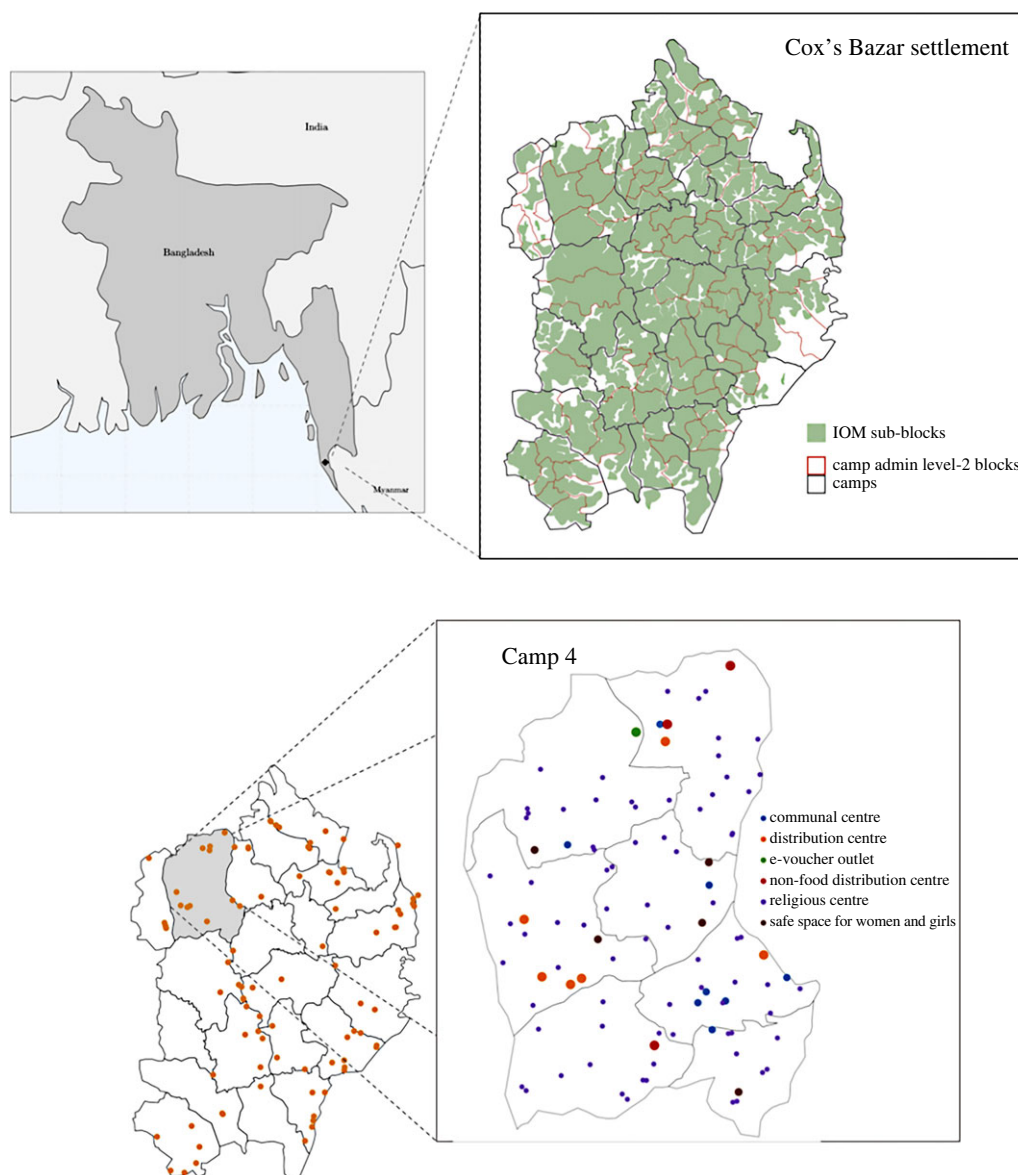 Cox's Bazar settlement
India
Bangladesh
Myanmar
IOM sub-blocks
camp admin level-2 blocks
camps
Camp 4
communal centre
distribution centre
e-voucher outlet
non-food distribution centre
religious centre
safe space for women and girls